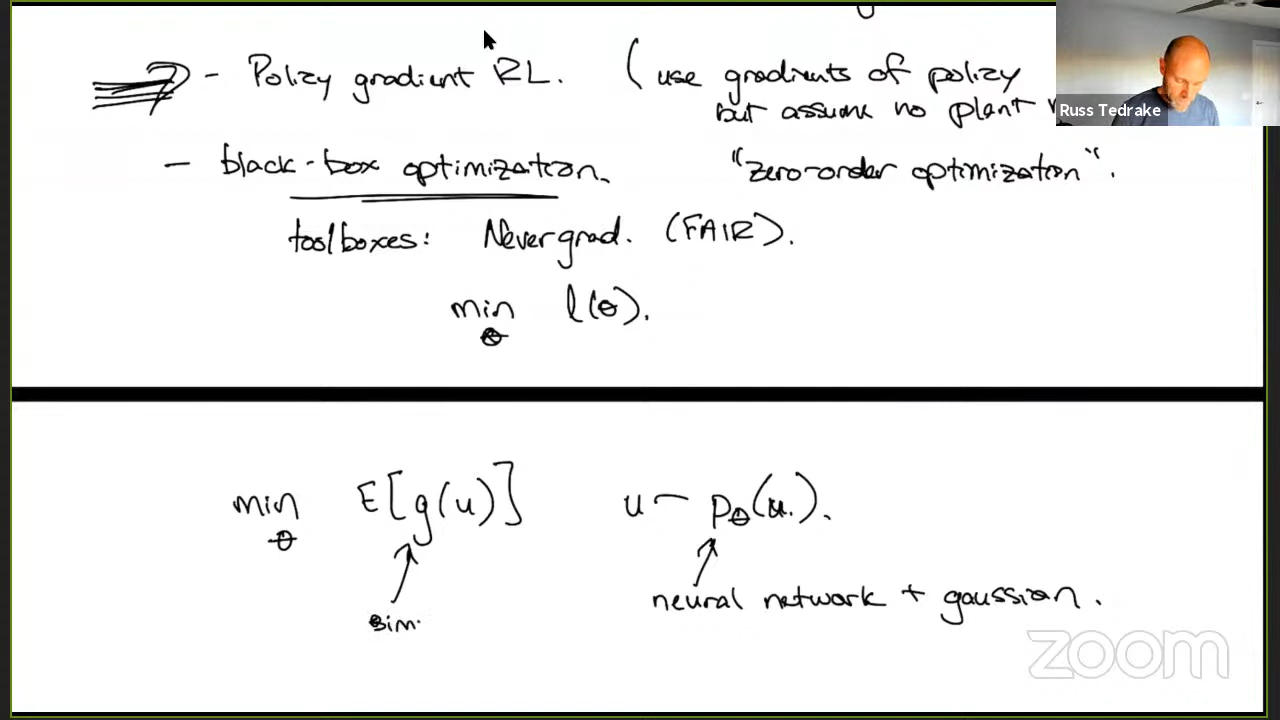 - Policy gradient RL. (use gradients of policy
but assume no plant
Russ Tedrake
- black-box optimization. "zero-order optimization".
toolboxes: Nevergrad. (FAIR).
min l(θ).
θ
min E[g(u)] u ~ pθ(u.).
θ
sim.
neural network + gaussian.
zoom